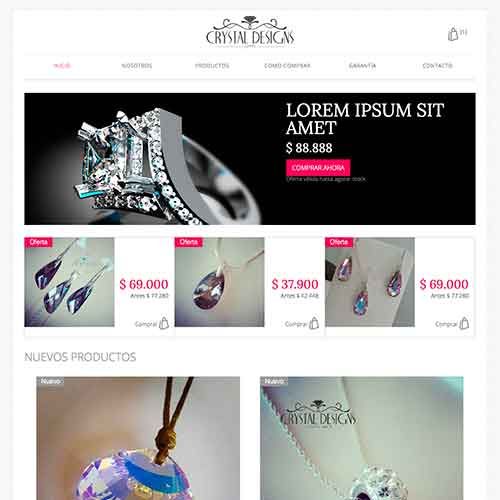 CRYSTAL DESIGNS
(1)
INICIO NOSOTROS PRODUCTOS COMO COMPRAR GARANTÍA CONTACTO
LOREM IPSUM SIT
AMET
$ 88.888
COMPRAR AHORA
Oferta válida hasta agotar stock
Oferta
$ 69.000
Antes $ 77.280
Comprar
Oferta
$ 37.900
Antes $ 42.448
Comprar
Oferta
$ 69.000
Antes $ 77.280
Comprar
NUEVOS PRODUCTOS
Nuevo
Nuevo
CRYSTAL DESIGNS